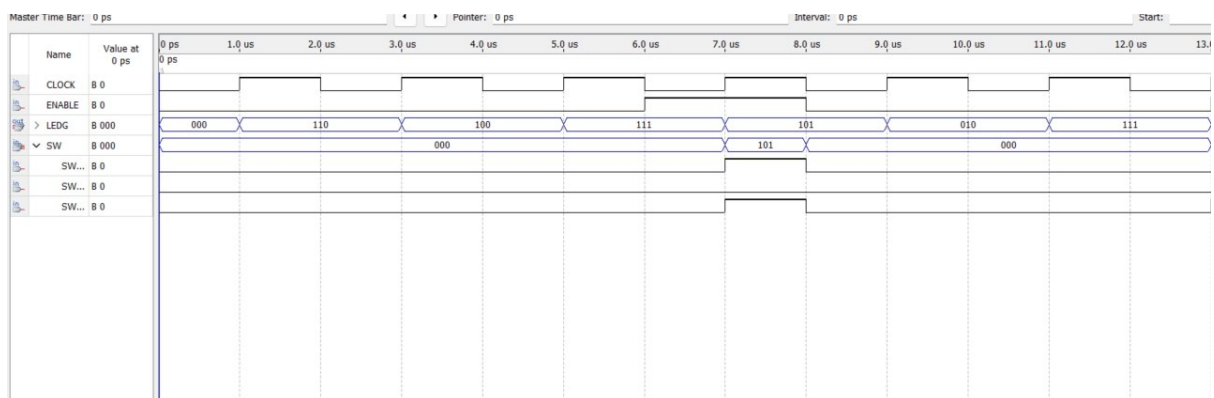 Master Time Bar: 0 ps Pointer: 0 ps Interval: 0 ps Start:
Name Value at 0 ps
0 ps 1.0 us 2.0 us 3.0 us 4.0 us 5.0 us 6.0 us 7.0 us 8.0 us 9.0 us 10.0 us 11.0 us 12.0 us 13.0
0 ps
CLOCK B 0
ENABLE B 0
> LEDG B 000 000 110 100 111 101 010 111
SW B 000 000 101 000
SW... B 0
SW... B 0
SW... B 0